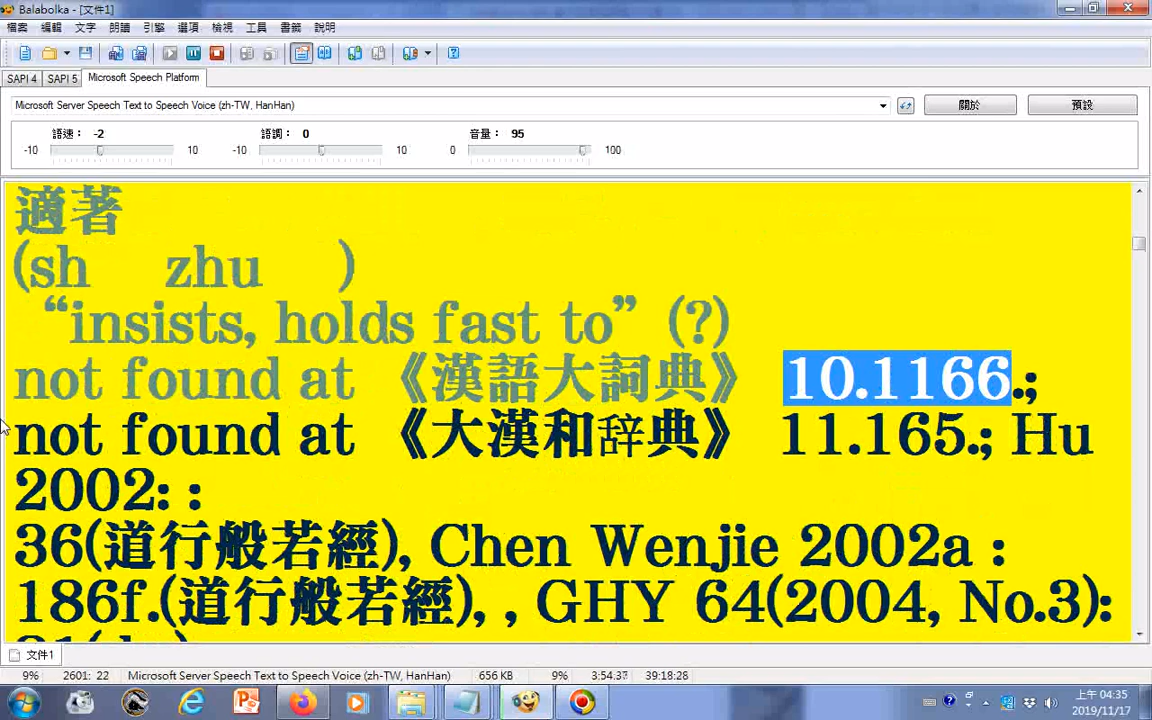 Balabolka - [文件1]
檔案 編輯 文字 朗讀 引擎 選項 檢視 工具 書籤 說明
SAPI 4 SAPI 5 Microsoft Speech Platform
Microsoft Server Speech Text to Speech Voice (zh-TW, HanHan) 關於 預設
語速： -2 語調： 0 音量： 95
-10 10 -10 10 0 100
適著
(sh zhu )
“insists, holds fast to” (?)
not found at 《漢語大詞典》 10.1166.;
not found at 《大漢和辞典》 11.165.; Hu
2002: :
36(道行般若經), Chen Wenjie 2002a :
186f.(道行般若經), , GHY 64(2004, No.3):
文件1
9% 2601: 22 Microsoft Server Speech Text to Speech Voice (zh-TW, HanHan) 656 KB 9% 3:54:37 39:18:28
上午 04:35
2019/11/17